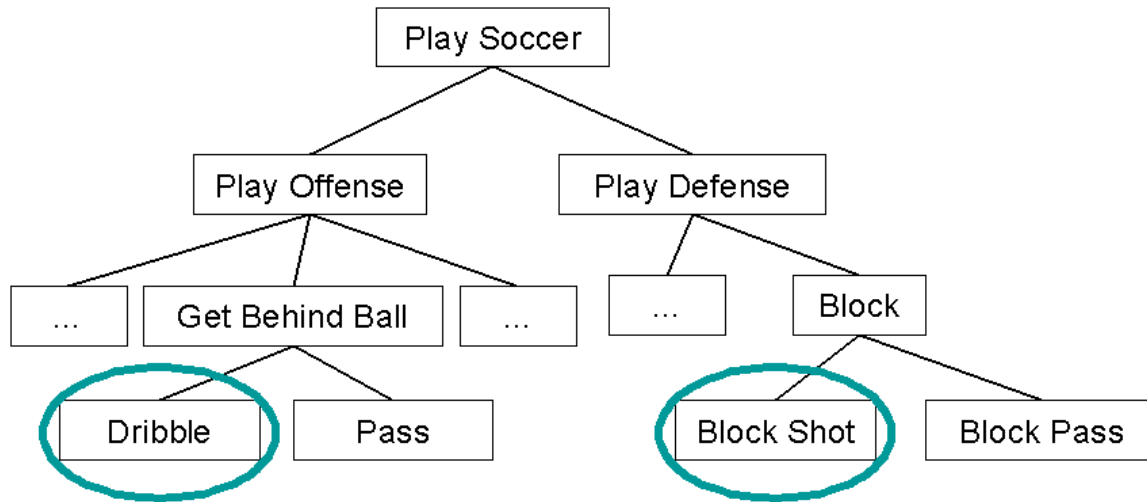 Play Soccer
Play Offense
Play Defense
...
Get Behind Ball
...
...
Block
Dribble
Pass
Block Shot
Block Pass